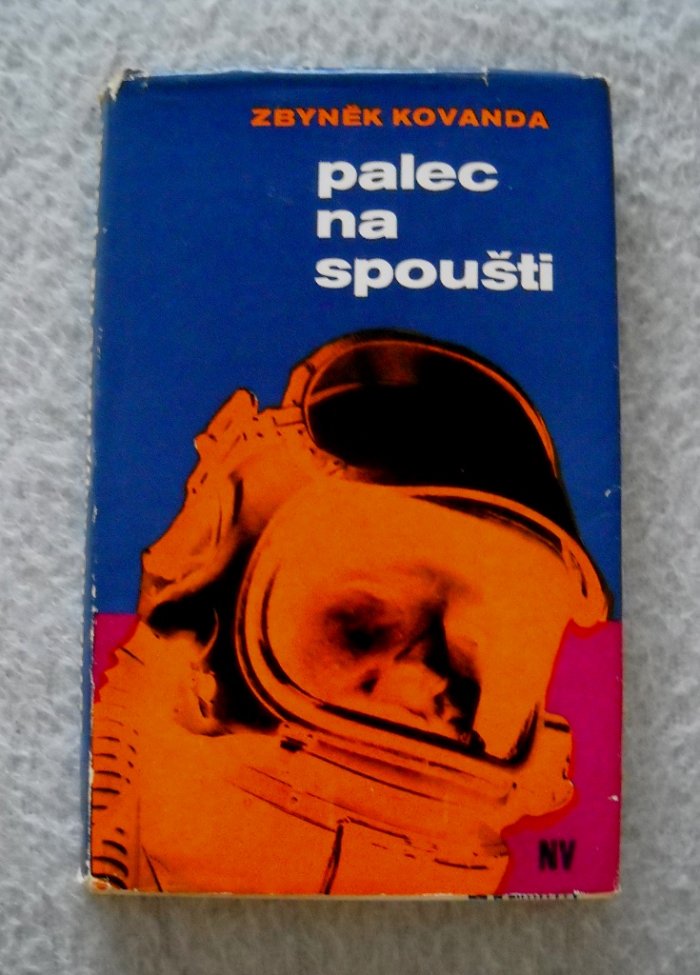 ZBYNĚK KOVANDA
palec
na
spoušti
NV